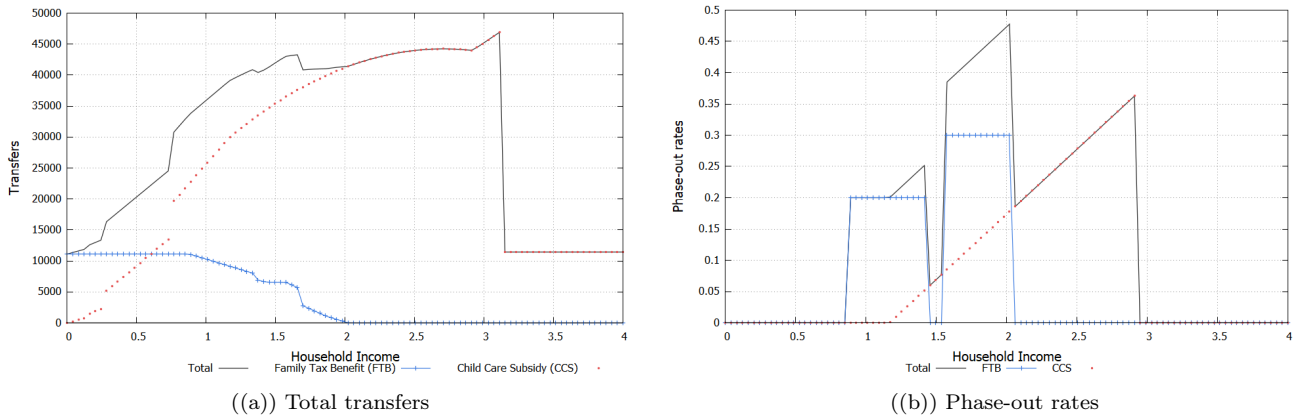 50000
45000
40000
35000
30000
25000
20000
15000
10000
5000
0
Transfers
0 0.5 1 1.5 2 2.5 3 3.5 4
Household Income
Total Family Tax Benefit (FTB) Child Care Subsidy (CCS)
((a)) Total transfers
0.5
0.45
0.4
0.35
0.3
0.25
0.2
0.15
0.1
0.05
0
Phase-out rates
0 0.5 1 1.5 2 2.5 3 3.5 4
Household Income
Total FTB CCS
((b)) Phase-out rates